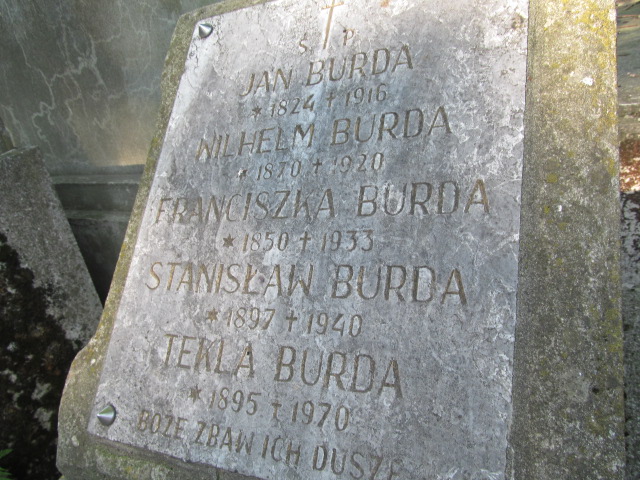 Ś P
JAN BURDA
* 1824 † 1916
NILHELM BURDA
* 1870 † 1920
FRANCISZKA BURDA
* 1850 † 1933
STANISŁAW BURDA
* 1897 † 1940
TEKLA BURDA
* 1895 † 1970
BOŻE ZBAW ICH DUSZE